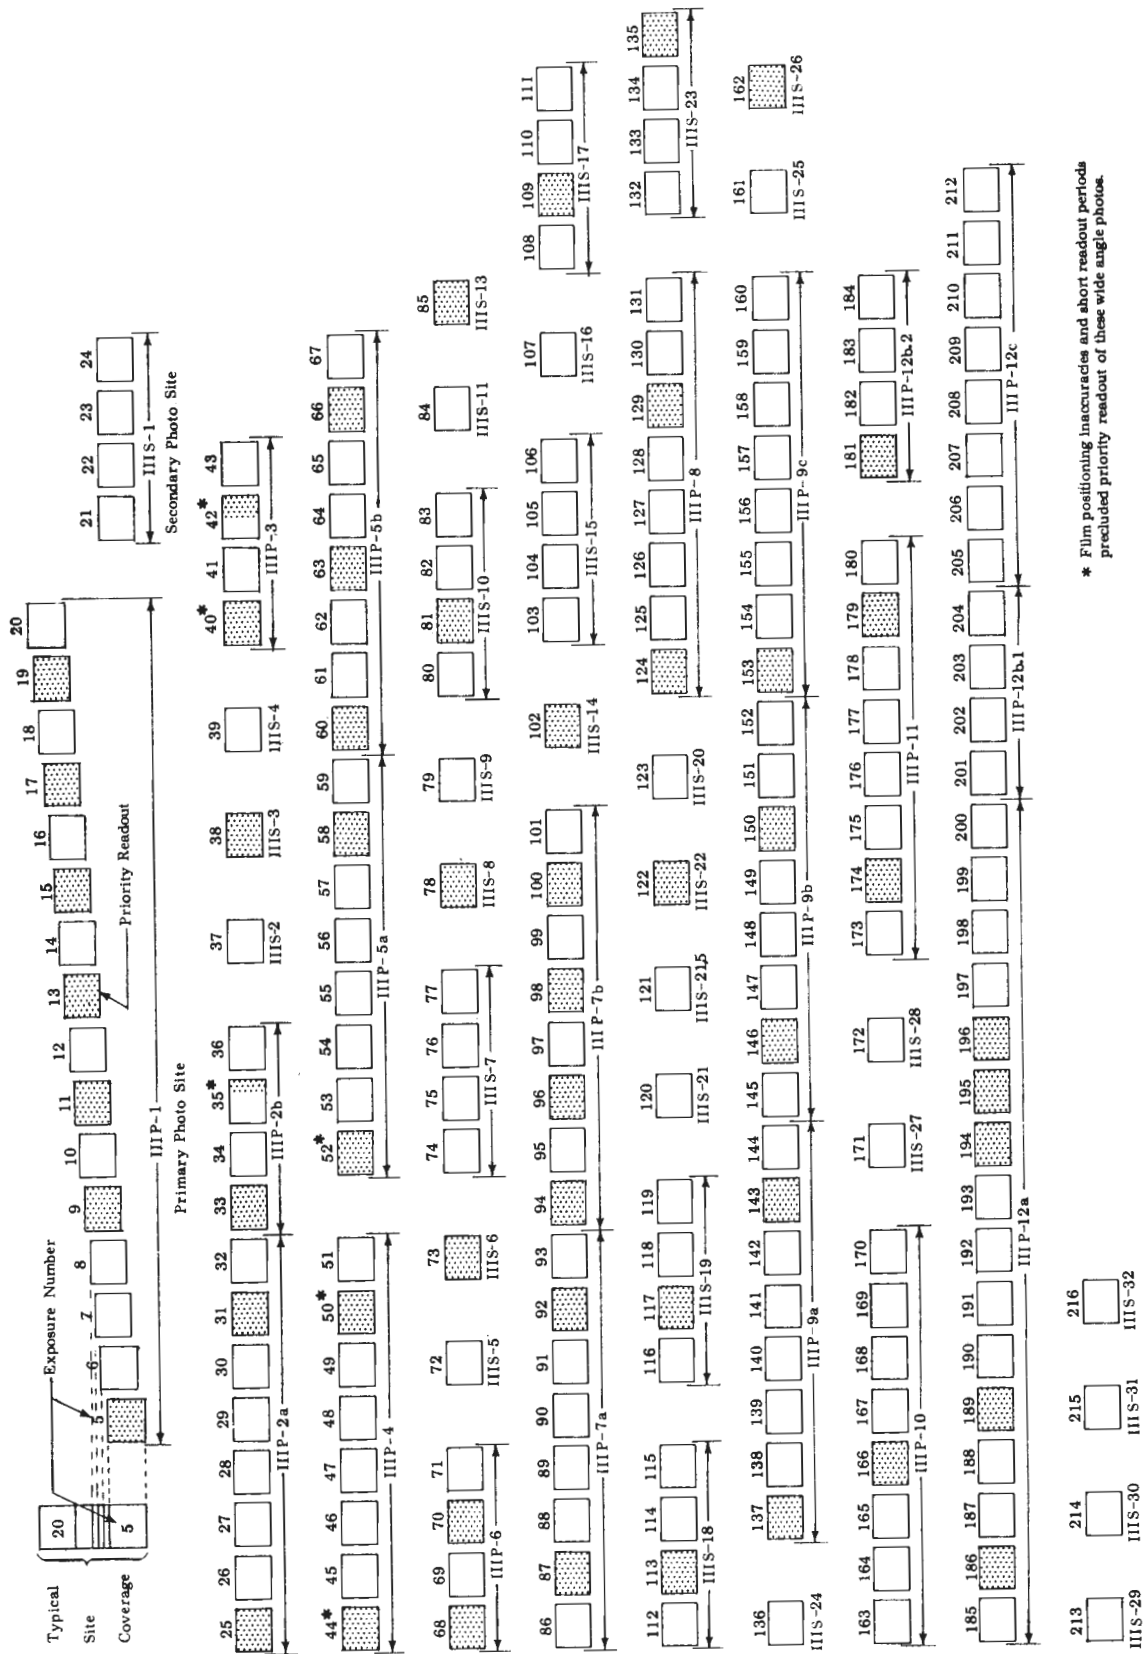 Typical
Site
Coverage
20
5
Exposure Number
5 6 7 8 9 10 11 12 13 14 15 16 17 18 19 20 21 22 23 24
Priority Readout
IIIP-1 IIIS-1
Primary Photo Site Secondary Photo Site
25 26 27 28 29 30 31 32 33 34 35* 36 37 38 39 40* 41 42* 43
IIIP-2a IIIP-2b IIIS-2 IIIS-3 IIIS-4 IIIP-3
44* 45 46 47 48 49 50* 51 52* 53 54 55 56 57 58 59 60 61 62 63 64 65 66 67
IIIP-4 IIIP-5a IIIP-5b
68 69 70 71 72 73 74 75 76 77 78 79 80 81 82 83 84 85
IIIP-6 IIIS-5 IIIS-6 IIIS-7 IIIS-8 IIIS-9 IIIS-10 IIIS-11 IIIS-13
86 87 88 89 90 91 92 93 94 95 96 97 98 99 100 101 102 103 104 105 106 107 108 109 110 111
IIIP-7a IIIP-7b IIIS-14 IIIS-15 IIIS-16 IIIS-17
112 113 114 115 116 117 118 119 120 121 122 123 124 125 126 127 128 129 130 131 132 133 134 135
IIIS-18 IIIS-19 IIIS-21 IIIS-21.5 IIIS-22 IIIS-20 IIIP-8 IIIS-23
136 137 138 139 140 141 142 143 144 145 146 147 148 149 150 151 152 153 154 155 156 157 158 159 160 161 162
IIIS-24 IIIP-9a IIIP-9b IIIP-9c IIIS-25 IIIS-26
163 164 165 166 167 168 169 170 171 172 173 174 175 176 177 178 179 180 181 182 183 184
IIIP-10 IIIS-27 IIIS-28 IIIP-11 IIIP-12b.2
185 186 187 188 189 190 191 192 193 194 195 196 197 198 199 200 201 202 203 204 205 206 207 208 209 210 211 212
IIIP-12a IIIP-12b.1 IIIP-12c
213 214 215 216
IIIS-29 IIIS-30 IIIS-31 IIIS-32
* Film positioning inaccuracies and short readout periods
precluded priority readout of these wide angle photos.